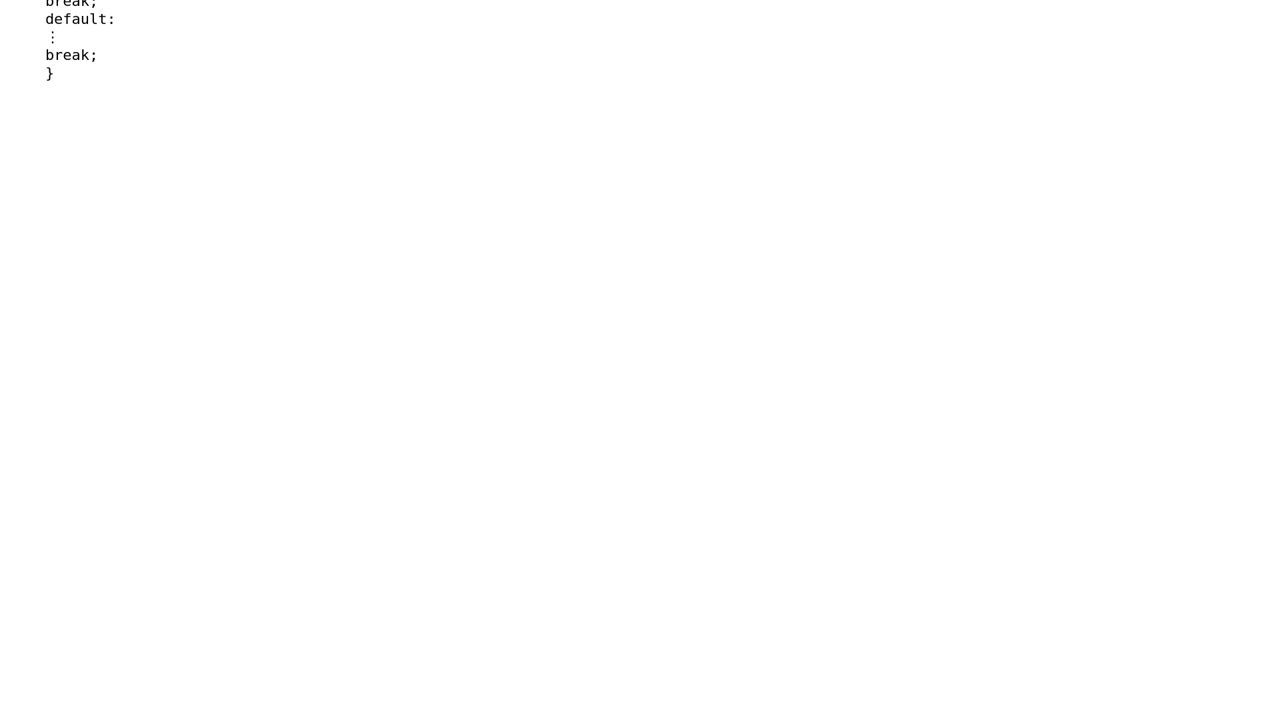 break;
default:
⋮
break;
}